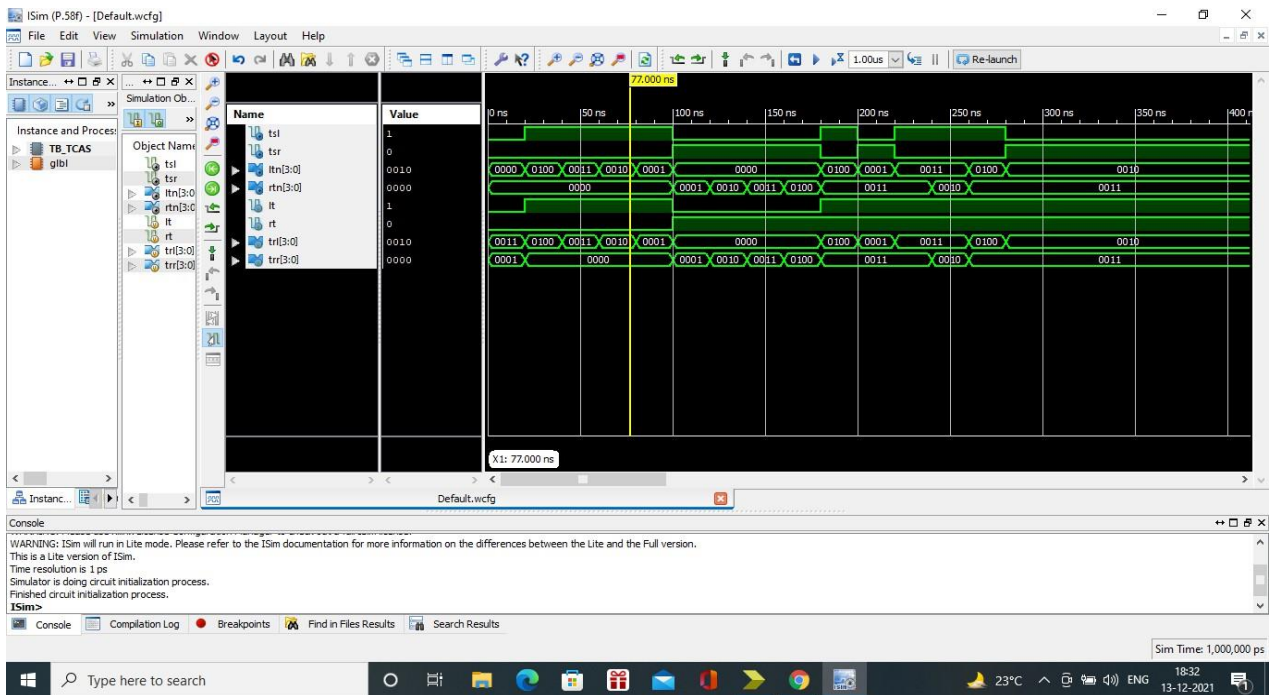 ISim (P.58f) - [Default.wcfg]
File Edit View Simulation Window Layout Help
1.00us Re-launch
Instance...
Instance and Process
TB_TCAS
glbl
...
Simulation Ob...
Object Name
tsl
tsr
ltn[3:0
rtn[3:0
lt
rt
trl[3:0]
trr[3:0]
Name Value
tsl 1
tsr 0
ltn[3:0] 0010
rtn[3:0] 0000
lt 1
rt 0
trl[3:0] 0010
trr[3:0] 0000
77.000 ns
0 ns 50 ns 100 ns 150 ns 200 ns 250 ns 300 ns 350 ns 400 n
0000 0100 0011 0010 0001 0000 0100 0001 0011 0100 0010
0000 0001 0010 0011 0100 0011 0010 0011
0011 0100 0011 0010 0001 0000 0100 0001 0011 0100 0010
0001 0000 0001 0010 0011 0100 0011 0010 0011
X1: 77.000 ns
Instanc...
Default.wcfg
Console
WARNING: ISim will run in Lite mode. Please refer to the ISim documentation for more information on the differences between the Lite and the Full version.
This is a Lite version of ISim.
Time resolution is 1 ps
Simulator is doing circuit initialization process.
Finished circuit initialization process.
ISim>
Console Compilation Log Breakpoints Find in Files Results Search Results
Sim Time: 1,000,000 ps
Type here to search
23°C ENG 18:32
13-12-2021